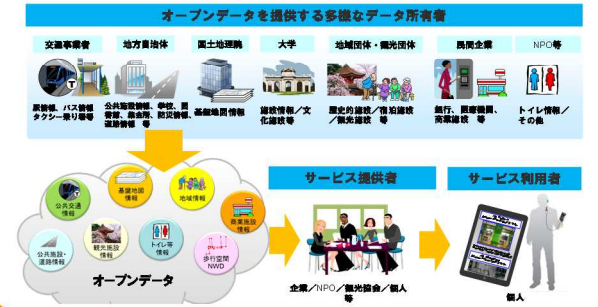 オープンデータを提供する多様なデータ所有者
交通事業者
地方自治体
国土地理院
大学
地域団体・観光団体
民間企業
NPO等
駅情報、バス情報
タクシー乗り場等
公共施設情報、学校、図
書館、集会所、防災情報、
道路情報 等
基盤地図情報
施設情報／文
化施設等
歴史的施設／宿泊施設
／観光施設 等
銀行、医療機関、
商業施設 等
トイレ情報／
その他
公共交通
情報
基盤地図
情報
地域情報
商業施設
情報
公共施設・
道路情報
観光施設
情報
トイレ等
情報
歩行空間
NWD
オープンデータ
サービス提供者
企業／NPO／観光協会／個人
等
サービス利用者
個人